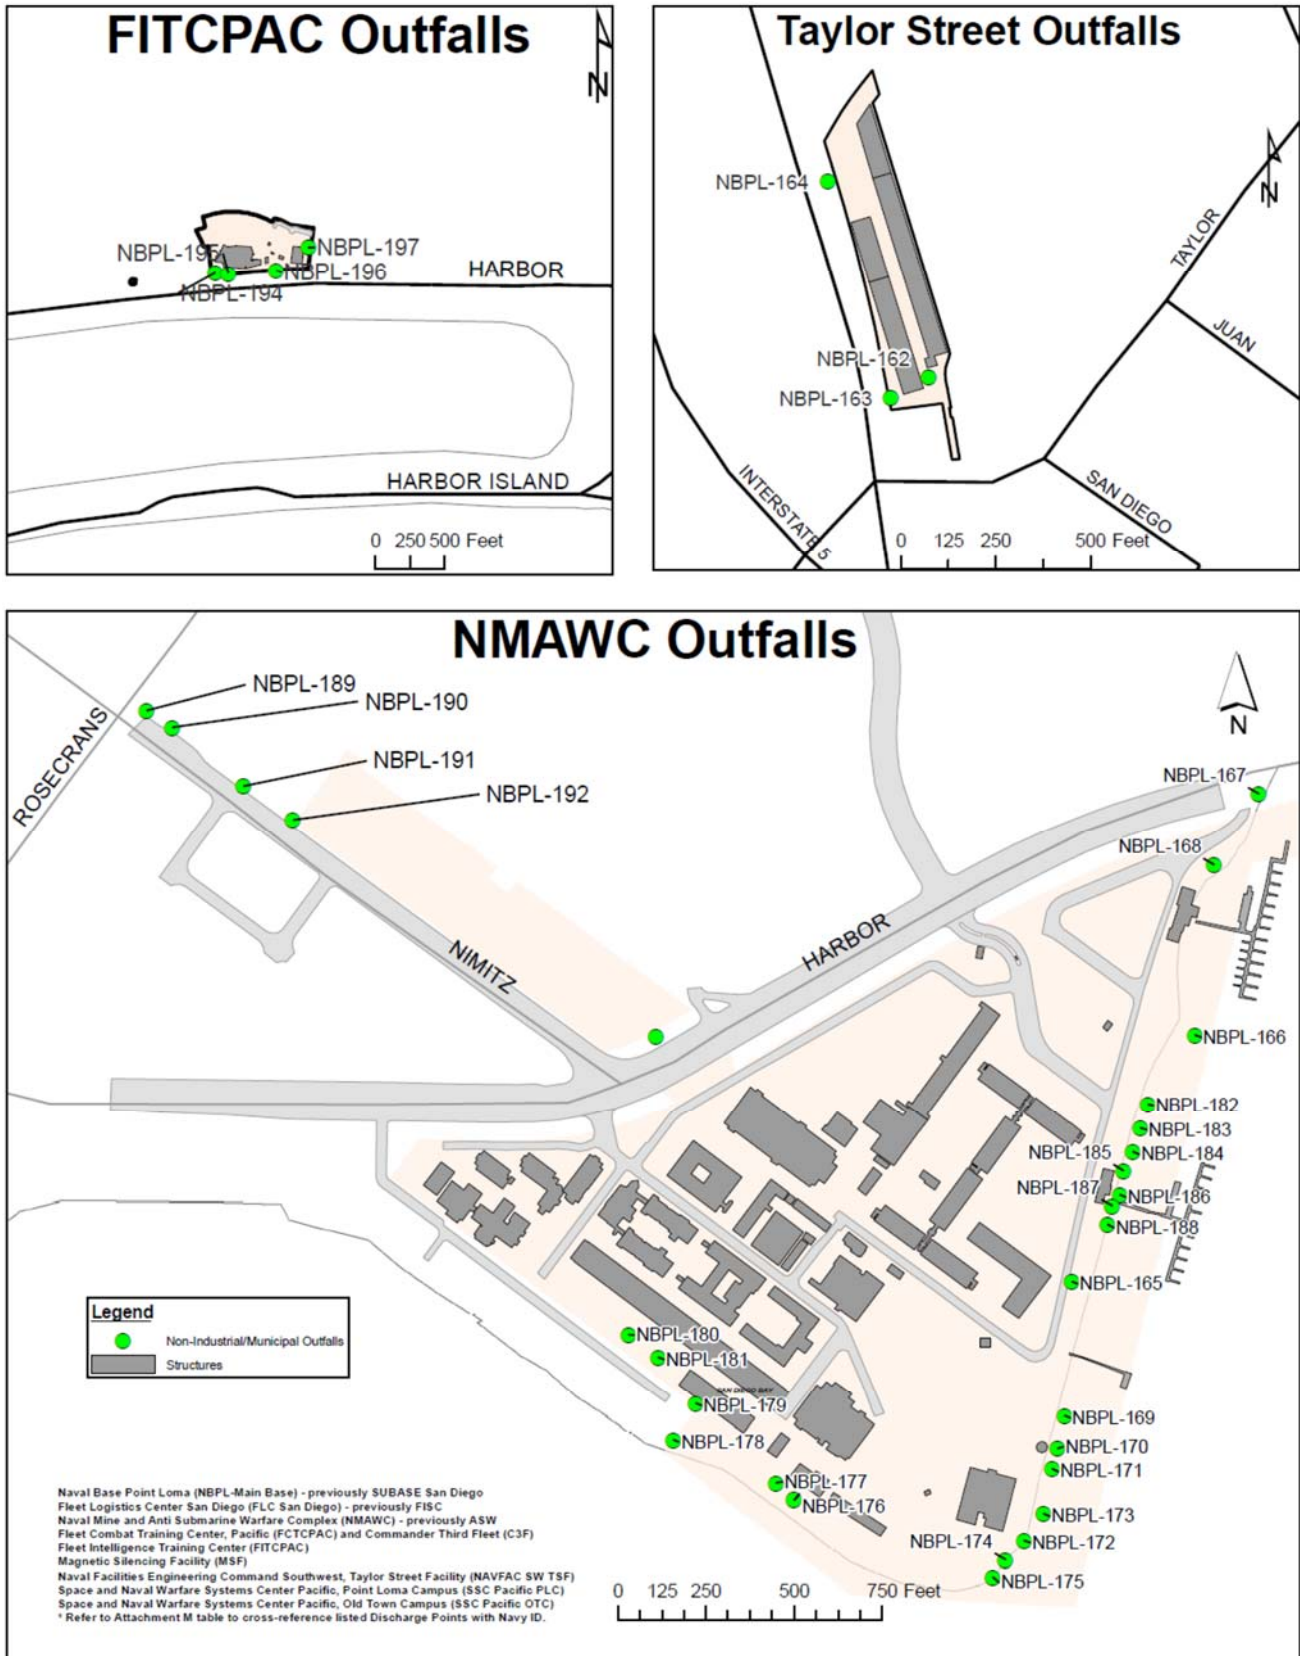 FITCPAC Outfalls
N
NBPL-195
NBPL-197
NBPL-196
NBPL-194
HARBOR
HARBOR ISLAND
0 250 500 Feet
Taylor Street Outfalls
N
NBPL-164
TAYLOR
JUAN
NBPL-162
NBPL-163
INTERSTATE 5
SAN DIEGO
0 125 250 500 Feet
NMAWC Outfalls
N
NBPL-189
NBPL-190
NBPL-191
NBPL-192
ROSECRANS
NIMITZ
HARBOR
NBPL-167
NBPL-168
NBPL-166
NBPL-182
NBPL-183
NBPL-184
NBPL-185
NBPL-187
NBPL-186
NBPL-188
NBPL-165
NBPL-180
NBPL-181
SAN DIEGO BAY
NBPL-179
NBPL-178
NBPL-169
NBPL-170
NBPL-171
NBPL-177
NBPL-176
NBPL-173
NBPL-174
NBPL-172
NBPL-175
Legend
Non-Industrial/Municipal Outfalls
Structures
Naval Base Point Loma (NBPL-Main Base) - previously SUBASE San Diego
Fleet Logistics Center San Diego (FLC San Diego) - previously FISC
Naval Mine and Anti Submarine Warfare Complex (NMAWC) - previously ASW
Fleet Combat Training Center, Pacific (FCTCPAC) and Commander Third Fleet (C3F)
Fleet Intelligence Training Center (FITCPAC)
Magnetic Silencing Facility (MSF)
Naval Facilities Engineering Command Southwest, Taylor Street Facility (NAVFAC SW TSF)
Space and Naval Warfare Systems Center Pacific, Point Loma Campus (SSC Pacific PLC)
Space and Naval Warfare Systems Center Pacific, Old Town Campus (SSC Pacific OTC)
* Refer to Attachment M table to cross-reference listed Discharge Points with Navy ID.
0 125 250 500 750 Feet